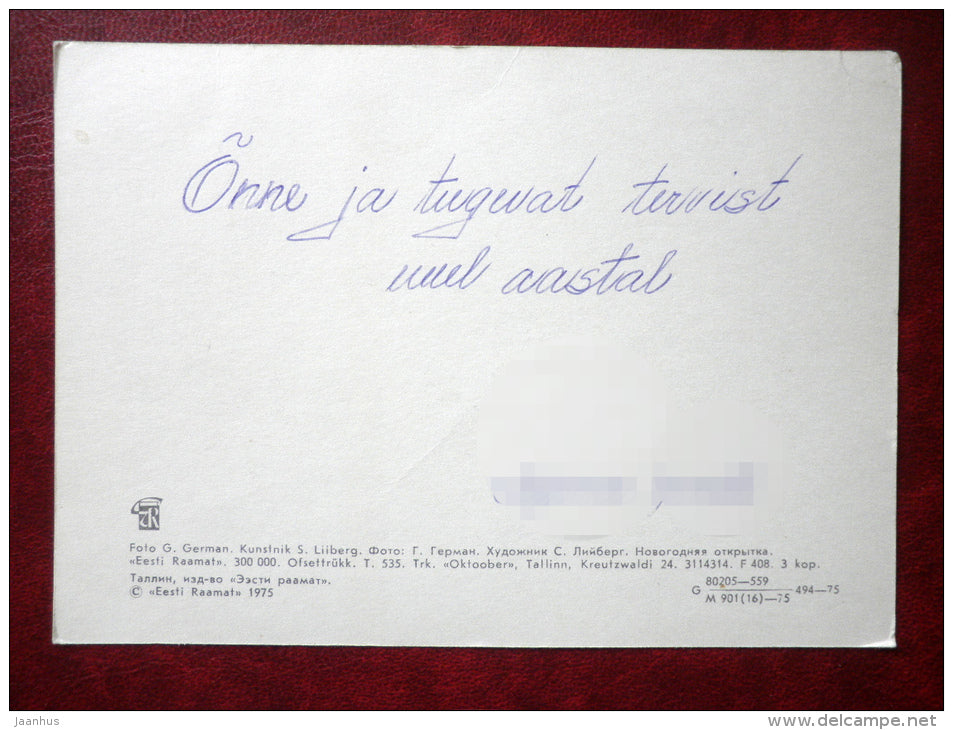 Õnne ja tugevat tervist
uuel aastal
Foto G. German. Kunstnik S. Liiberg. Фото: Г. Герман. Художник С. Лийберг. Новогодняя открытка.
«Eesti Raamat». 300 000. Ofsettrükk. T. 535. Trk. «Oktoober», Tallinn, Kreutzwaldi 24. 3114314. F 408. 3 kop.
Таллин, изд-во «Ээсти раамат».
© «Eesti Raamat» 1975
G 80205—559 494—75
M 901(16)—75
jaanhus
www.delcampe.net